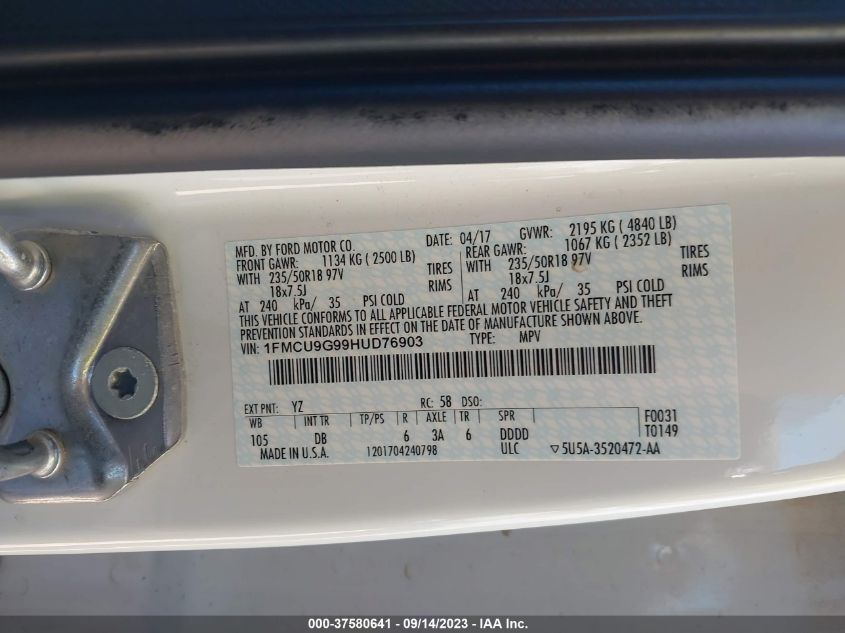 MFD. BY FORD MOTOR CO. DATE: 04/17 GVWR: 2195 KG ( 4840 LB)
FRONT GAWR: 1134 KG ( 2500 LB) REAR GAWR: 1067 KG ( 2352 LB)
WITH 235/50R18 97V TIRES WITH 235/50R18 97V TIRES
18x7.5J RIMS 18x7.5J RIMS
AT 240 kPa/ 35 PSI COLD AT 240 kPa/ 35 PSI COLD
THIS VEHICLE CONFORMS TO ALL APPLICABLE FEDERAL MOTOR VEHICLE SAFETY AND THEFT
PREVENTION STANDARDS IN EFFECT ON THE DATE OF MANUFACTURE SHOWN ABOVE.
VIN: 1FMCU9G99HUD76903 TYPE: MPV
EXT PNT: YZ RC: 58 DSO:
WB INT TR TP/PS R AXLE TR SPR F0031
105 DB 6 3A 6 DDDD T0149
MADE IN U.S.A. 1201704240798 ULC ▽5U5A-3520472-AA
000-37580641 - 09/14/2023 - IAA Inc.